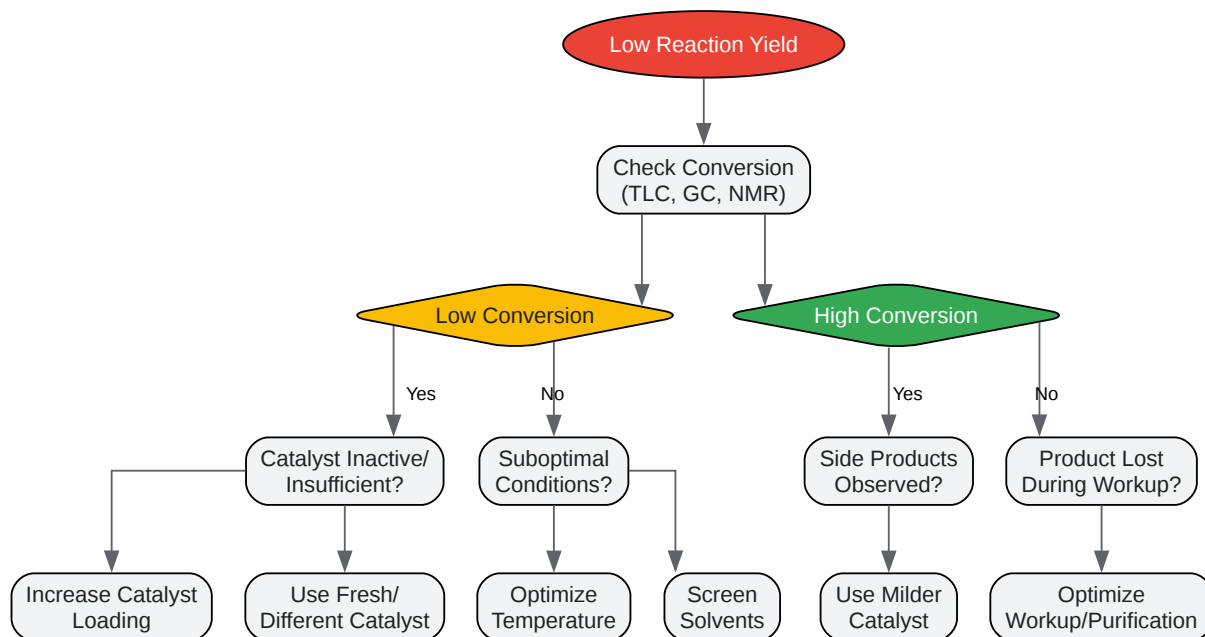 Low Reaction Yield
Check Conversion
(TLC, GC, NMR)
Low Conversion
High Conversion
Yes
No
Yes
No
Catalyst Inactive/
Insufficient?
Suboptimal
Conditions?
Side Products
Observed?
Product Lost
During Workup?
Increase Catalyst
Loading
Use Fresh/
Different Catalyst
Optimize
Temperature
Screen
Solvents
Use Milder
Catalyst
Optimize
Workup/Purification